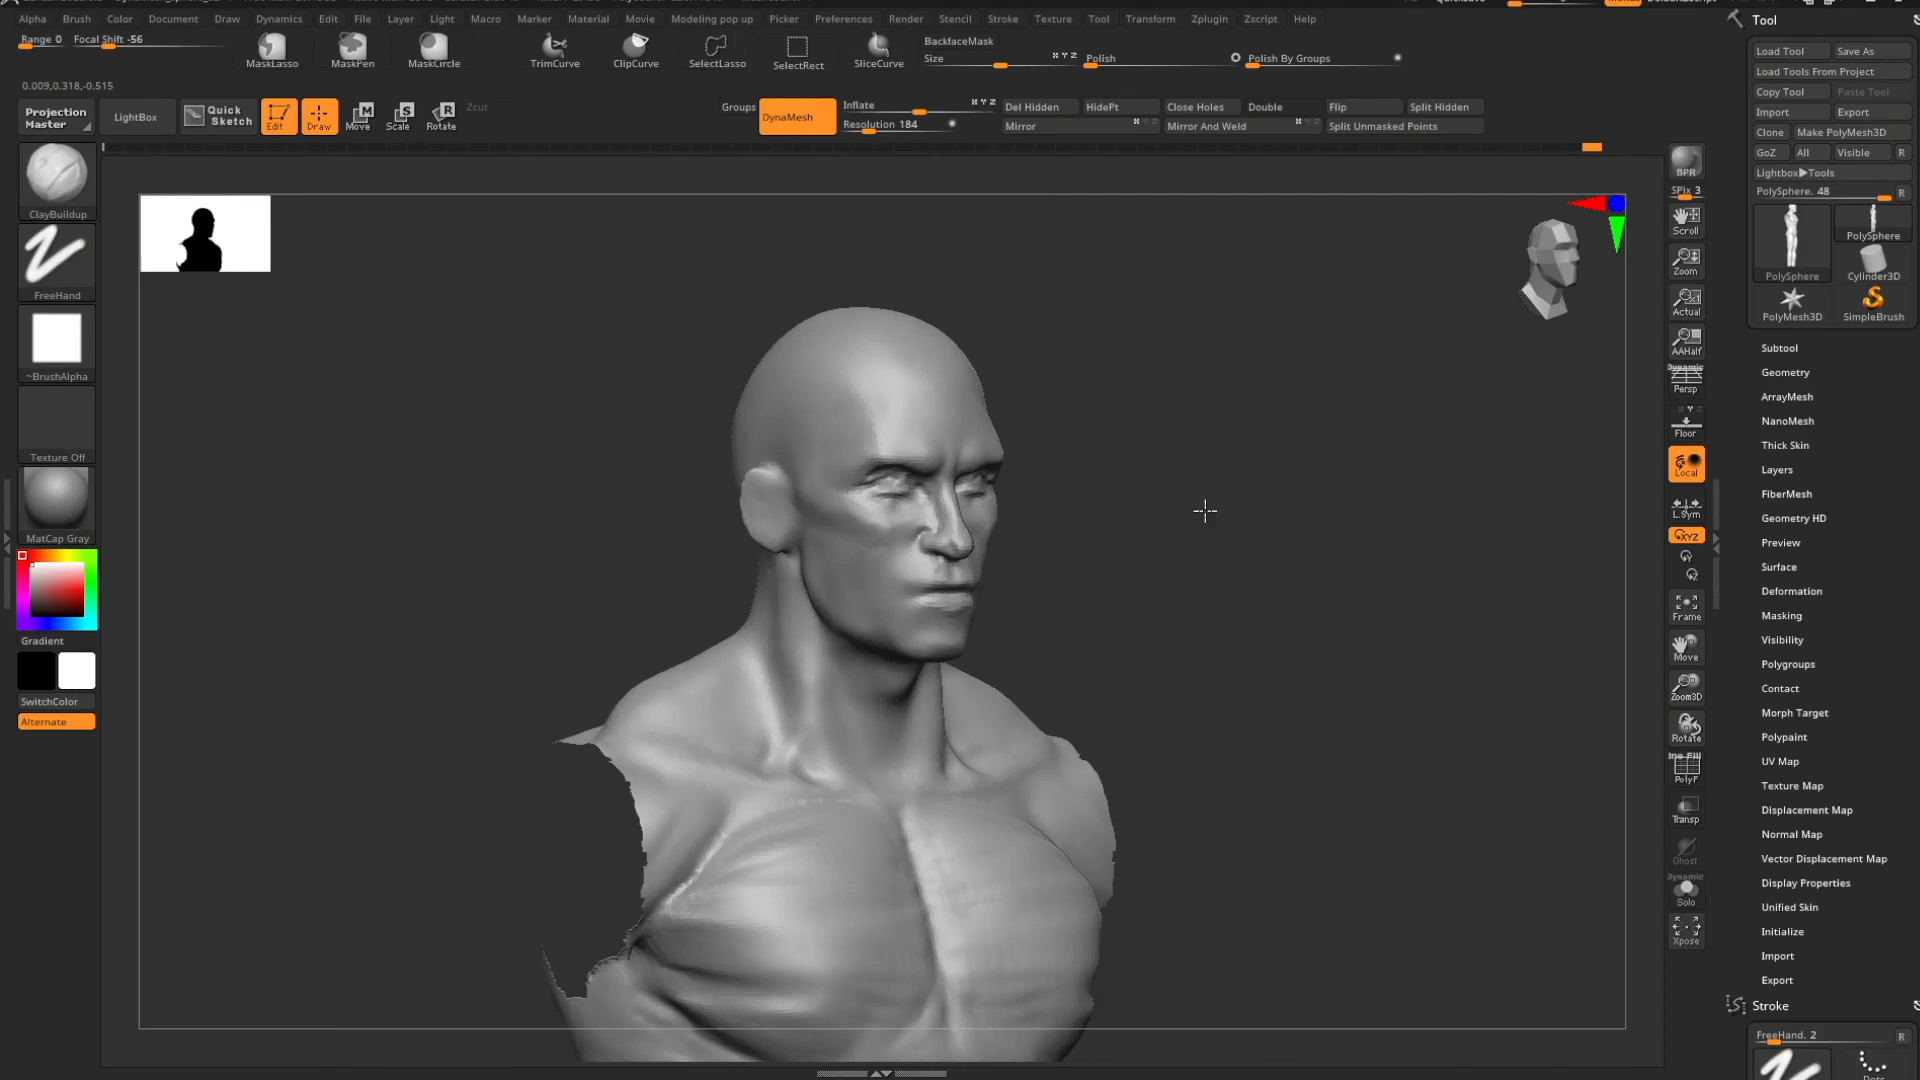 Alpha Brush Color Document Draw Dynamics Edit File Layer Light Macro Marker Material Movie Modeling pop up Picker Preferences Render Stencil Stroke Texture Tool Transform Zplugin Zscript Help
Range 0 Focal Shift -56
MaskLasso MaskPen MaskCircle TrimCurve ClipCurve SelectLasso SelectRect SliceCurve
BackfaceMask
Size X Y Z Polish Polish By Groups
0.009,0.318,-0.515
Projection Master
LightBox
Quick Sketch
Edit Draw Move Scale Rotate
Zcut
Groups
DynaMesh
Inflate X Y Z
Resolution 184
Del Hidden HidePt Close Holes Double Flip Split Hidden
Mirror Mirror And Weld Split Unmasked Points
ClayBuildup
FreeHand
~BrushAlpha
Texture Off
MatCap Gray
Gradient
SwitchColor
Alternate
BPR
SPix 3
Scroll
Zoom
Actual
AAHalf
Dynamic
Persp
Floor
Local
L.Sym
XYZ
Frame
Move
Zoom3D
Rotate
PolyF
Transp
Ghost
Dynamic
Solo
Xpose
Tool
Load Tool Save As
Load Tools From Project
Copy Tool Paste Tool
Import Export
Clone Make PolyMesh3D
GoZ All Visible R
Lightbox▶Tools
PolySphere. 48 R
PolySphere
PolySphere
Cylinder3D
PolyMesh3D SimpleBrush
Subtool
Geometry
ArrayMesh
NanoMesh
Thick Skin
Layers
FiberMesh
Geometry HD
Preview
Surface
Deformation
Masking
Visibility
Polygroups
Contact
Morph Target
Polypaint
UV Map
Texture Map
Displacement Map
Normal Map
Vector Displacement Map
Display Properties
Unified Skin
Initialize
Import
Export
Stroke
FreeHand. 2 R